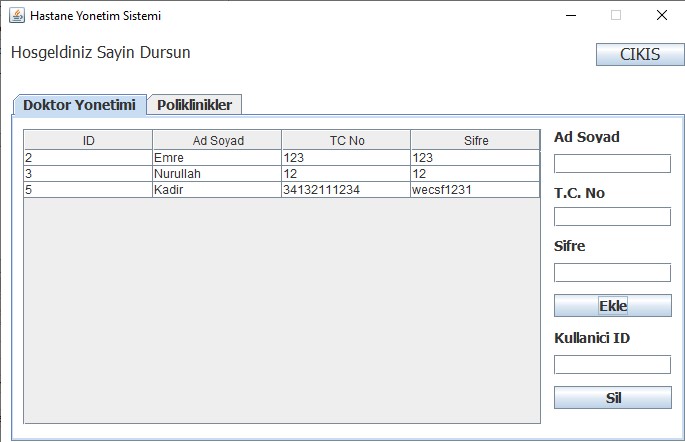 Hastane Yonetim Sistemi
Hosgeldiniz Sayin Dursun
CIKIS
Doktor Yonetimi Poliklinikler
ID Ad Soyad TC No Sifre
2 Emre 123 123
3 Nurullah 12 12
5 Kadir 34132111234 wecsf1231
Ad Soyad
T.C. No
Sifre
Ekle
Kullanici ID
Sil